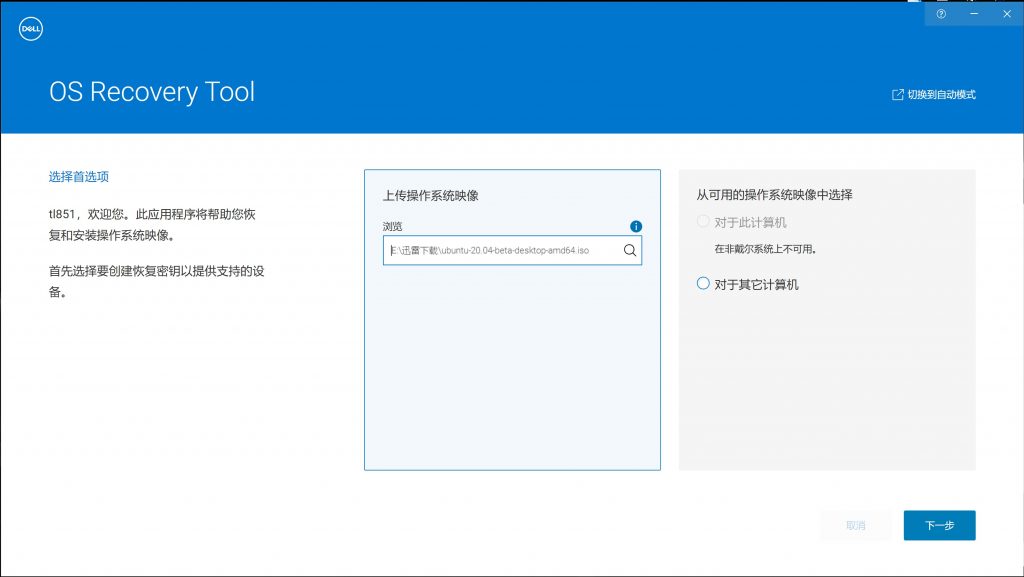 DELL
OS Recovery Tool
切换到自动模式
选择首选项
tl851，欢迎您。此应用程序将帮助您恢
复和安装操作系统映像。
首先选择要创建恢复密钥以提供支持的设
备。
上传操作系统映像
浏览
E:\迅雷下载\ubuntu-20.04-beta-desktop-amd64.iso
从可用的操作系统映像中选择
对于此计算机
在非戴尔系统上不可用。
对于其它计算机
取消
下一步